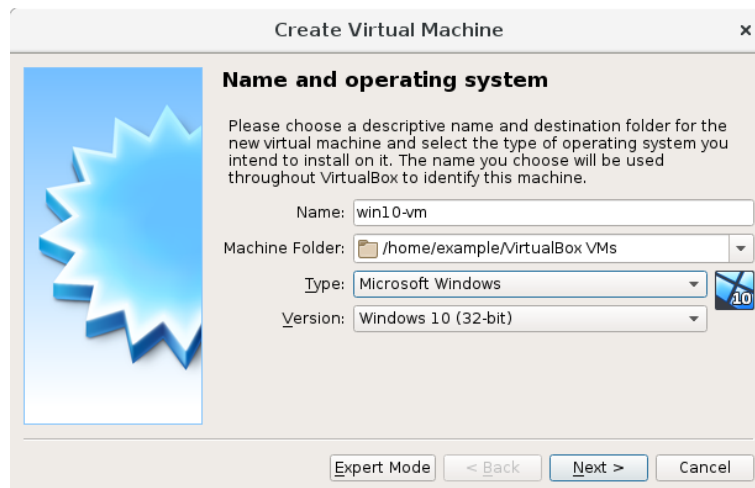 Create Virtual Machine ×
Name and operating system
Please choose a descriptive name and destination folder for the
new virtual machine and select the type of operating system you
intend to install on it. The name you choose will be used
throughout VirtualBox to identify this machine.
Name: win10-vm
Machine Folder: /home/example/VirtualBox VMs
Type: Microsoft Windows
10
Version: Windows 10 (32-bit)
Expert Mode < Back Next > Cancel